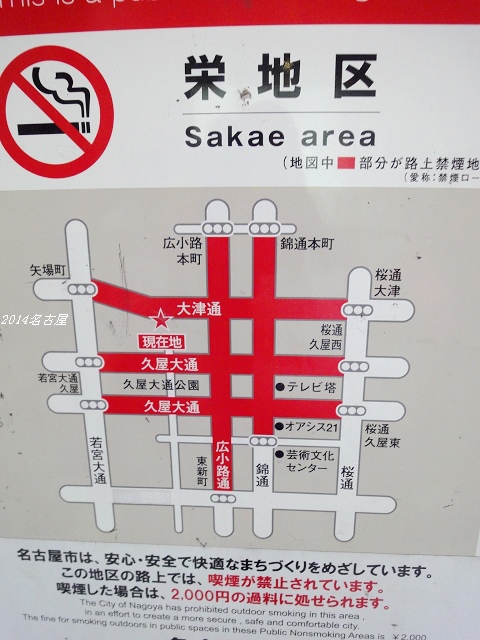 This is a pu
栄地区
Sakae area
(地図中 部分が路上禁煙地
(愛称:禁煙ロー
広小路
本町
錦通本町
矢場町
桜通
大津
大津通
2014名古屋
桜通
久屋西
現在地
久屋大通
若宮大通
久屋
久屋大通公園
テレビ塔
久屋大通
オアシス21
桜通
久屋東
若宮大通
東新町
広小路通
錦通
芸術文化
センター
桜通
名古屋市は、安心・安全で快適なまちづくりをめざしています。
この地区の路上では、喫煙が禁止されています。
喫煙した場合は、2,000円の過料に処せられます。
The City of Nagoya has prohibited outdoor smoking in this area,
in an effort to create a more secure, safe and comfortable city.
The fine for smoking outdoors in public spaces in these Public Nonsmoking Areas is ¥2,000